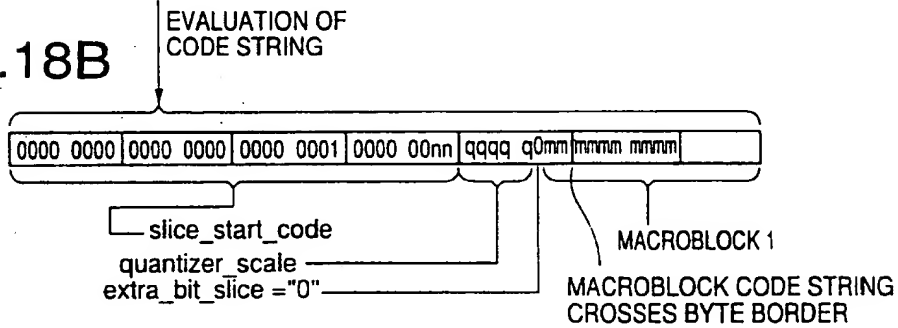 EVALUATION OF
CODE STRING
.18B
0000 0000 0000 0000 0000 0001 0000 00nn qqqq q0mm mmmm mmmm
slice_start_code
MACROBLOCK 1
quantizer_scale
extra_bit_slice ="0"
MACROBLOCK CODE STRING
CROSSES BYTE BORDER